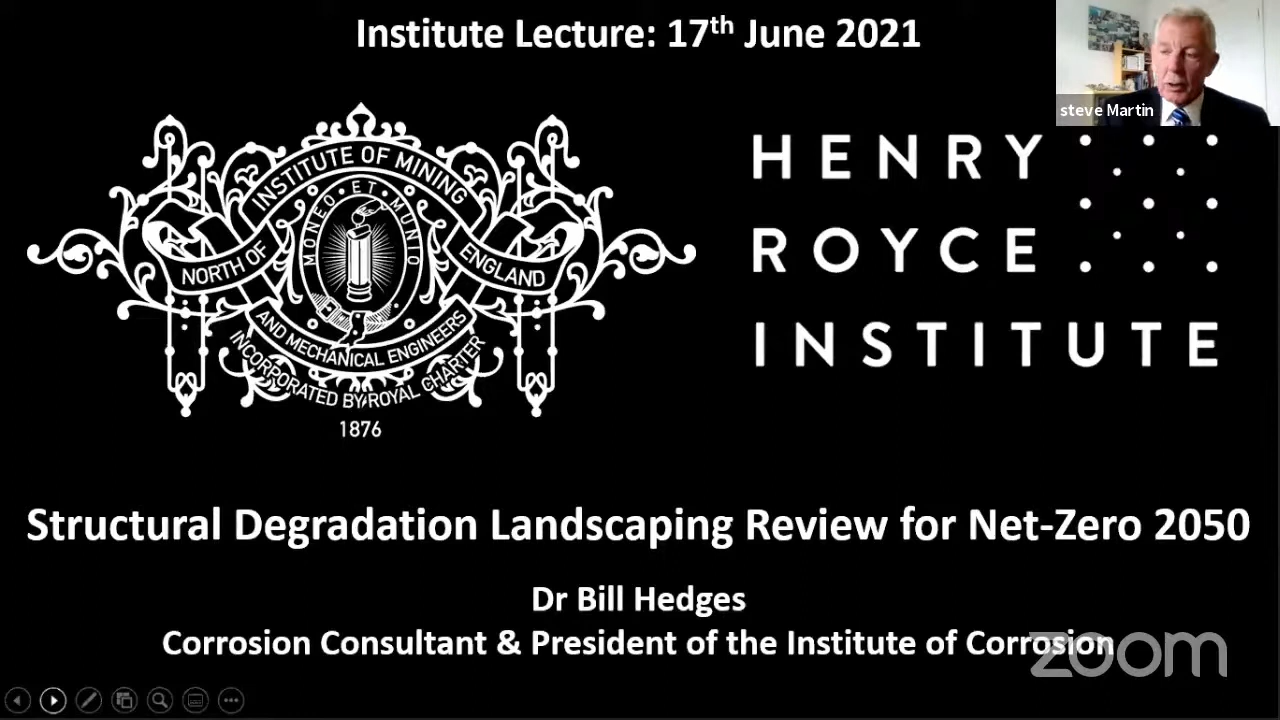 Institute Lecture: 17th June 2021
steve Martin
INSTITUTE OF MINING
MONEO ET MUNIO
NORTH OF
ENGLAND
AND MECHANICAL ENGINEERS
INCORPORATED BY ROYAL CHARTER
1876
HENRY
ROYCE
INSTITUTE
Structural Degradation Landscaping Review for Net-Zero 2050
Dr Bill Hedges
Corrosion Consultant & President of the Institute of Corrosion
zoom